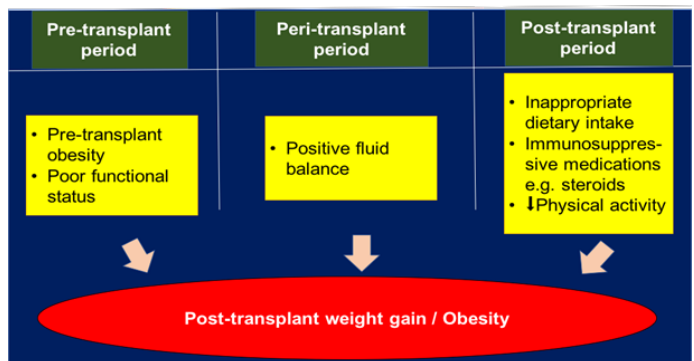 Pre-transplant
period
Peri-transplant
Period
Post-transplant
period
• Pre-transplant
obesity
• Poor functional
status
• Positive fluid
balance
• Inappropriate
dietary intake
• Immunosuppres-
sive medications
e.g. steroids
• ⬇Physical activity
Post-transplant weight gain / Obesity